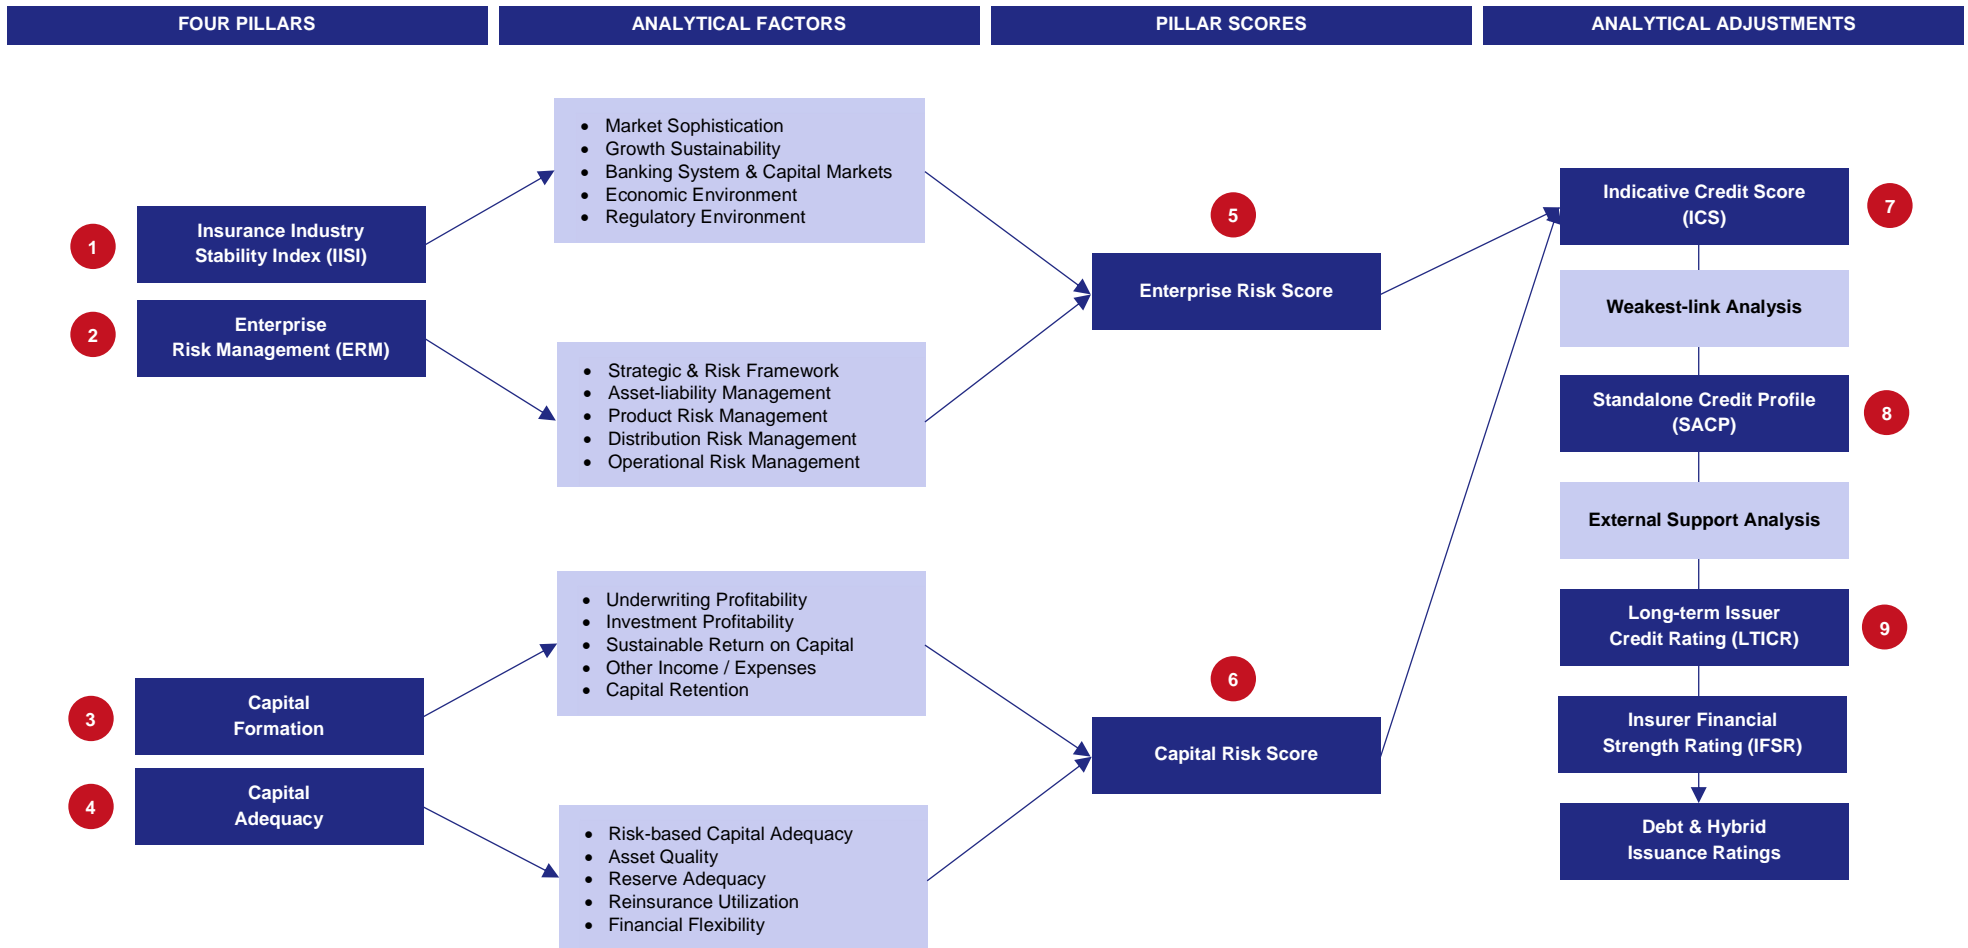 FOUR PILLARS
ANALYTICAL FACTORS
PILLAR SCORES
ANALYTICAL ADJUSTMENTS
1
Insurance Industry
Stability Index (IISI)
2
Enterprise
Risk Management (ERM)
3
Capital
Formation
4
Capital
Adequacy
• Market Sophistication
• Growth Sustainability
• Banking System & Capital Markets
• Economic Environment
• Regulatory Environment
• Strategic & Risk Framework
• Asset-liability Management
• Product Risk Management
• Distribution Risk Management
• Operational Risk Management
• Underwriting Profitability
• Investment Profitability
• Sustainable Return on Capital
• Other Income / Expenses
• Capital Retention
• Risk-based Capital Adequacy
• Asset Quality
• Reserve Adequacy
• Reinsurance Utilization
• Financial Flexibility
5
Enterprise Risk Score
6
Capital Risk Score
Indicative Credit Score
(ICS)
7
Weakest-link Analysis
Standalone Credit Profile
(SACP)
8
External Support Analysis
Long-term Issuer
Credit Rating (LTICR)
9
Insurer Financial
Strength Rating (IFSR)
Debt & Hybrid
Issuance Ratings